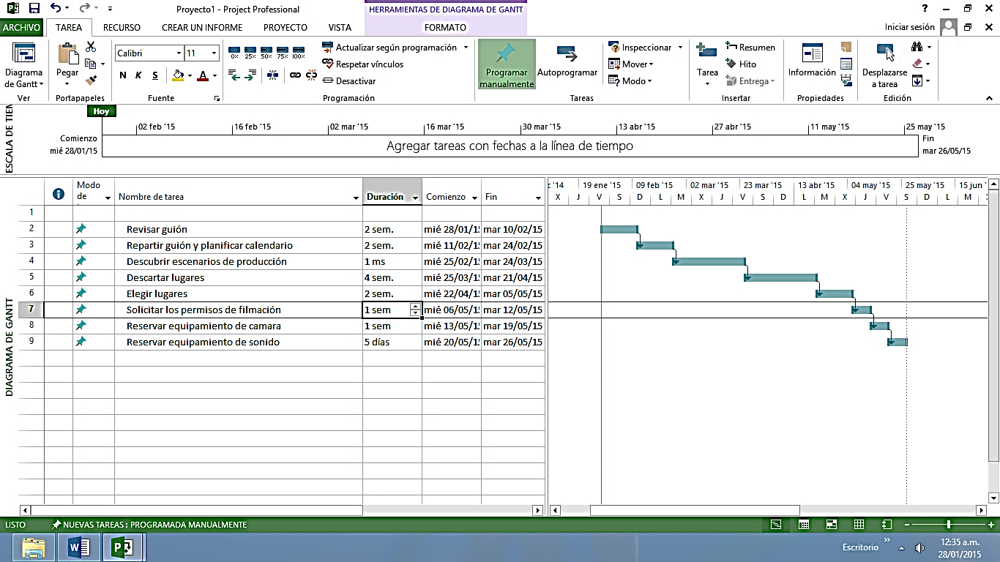 Proyecto1 - Project Professional
HERRAMIENTAS DE DIAGRAMA DE GANTT
?
ARCHIVO TAREA RECURSO CREAR UN INFORME PROYECTO VISTA FORMATO Iniciar sesión
Diagrama de Gantt
Ver
Pegar
Portapapeles
Calibri 11
N K S A
Fuente
0% 25% 50% 75% 100%
Actualizar según programación
Respetar vínculos
Desactivar
Programación
Programar manualmente
Autoprogramar
Inspeccionar
Mover
Modo
Tareas
Tarea
Resumen
Hito
Entrega
Insertar
Información
Propiedades
Desplazarse a tarea
Edición
ESCALA DE TIEM
Hoy
02 feb '15 16 feb '15 02 mar '15 16 mar '15 30 mar '15 13 abr '15 27 abr '15 11 may '15 25 may '15
Comienzo
mié 28/01/15
Agregar tareas con fechas a la línea de tiempo
Fin
mar 26/05/15
DIAGRAMA DE GANTT
Modo de Nombre de tarea Duración Comienzo Fin
'14 19 ene '15 09 feb '15 02 mar '15 23 mar '15 13 abr '15 04 may '15 25 may '15 15 jun '
X J V S D M X J L V S D M X J V S D L M
1
2 Revisar guión 2 sem. mié 28/01/1 mar 10/02/15
3 Repartir guión y planificar calendario 2 sem. mié 11/02/1 mar 24/02/15
4 Descubrir escenarios de producción 1 ms mié 25/02/1 mar 24/03/15
5 Descartar lugares 4 sem. mié 25/03/1 mar 21/04/15
6 Elegir lugares 2 sem. mié 22/04/1 mar 05/05/15
7 Solicitar los permisos de filmación 1 sem mié 06/05/1 mar 12/05/15
8 Reservar equipamiento de camara 1 sem mié 13/05/1 mar 19/05/15
9 Reservar equipamiento de sonido 5 días mié 20/05/1 mar 26/05/15
LISTO NUEVAS TAREAS : PROGRAMADA MANUALMENTE
Escritorio
12:35 a.m.
28/01/2015